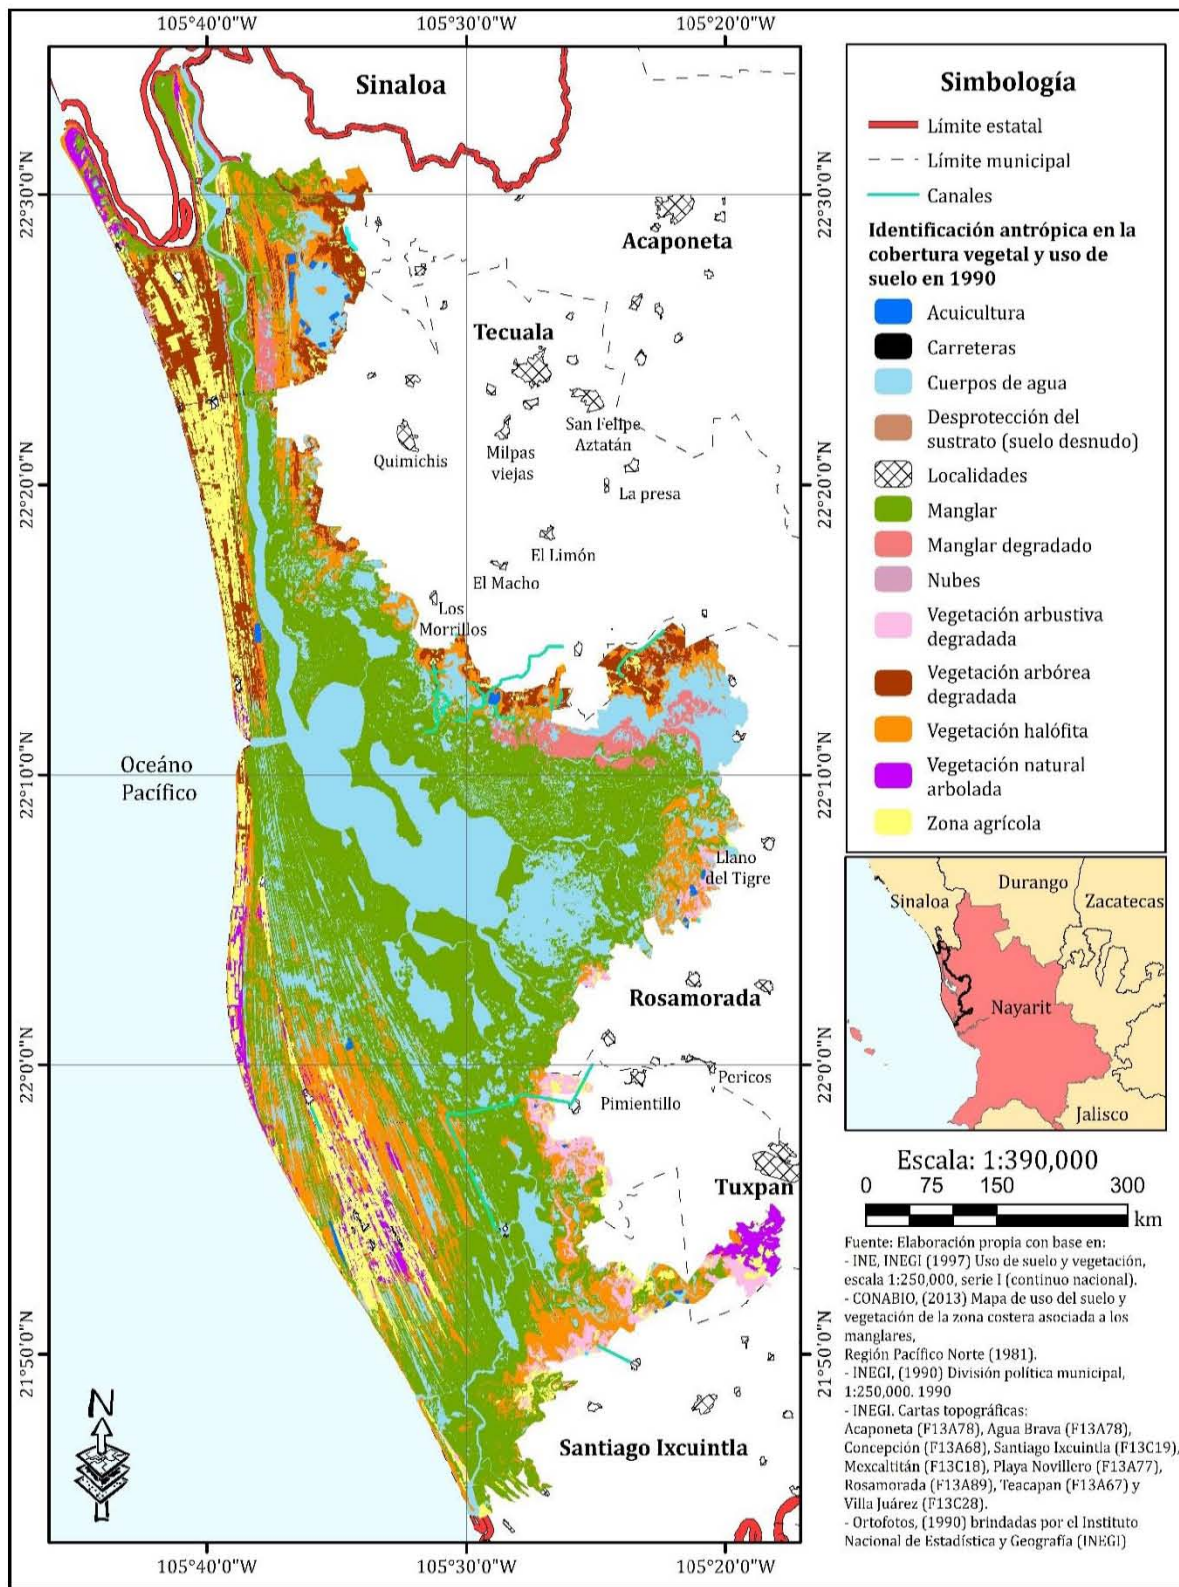 105°40'0"W
105°30'0"W
105°20'0"W
22°30'0"N
22°20'0"N
22°10'0"N
22°0'0"N
21°50'0"N
Sinaloa
Acaponeta
Tecuala
San Felipe
Aztatán
Quimichis
Milpas
viejas
La presa
El Limón
El Macho
Los
Morrillos
Oceáno
Pacífico
Llano
del Tigre
Rosamorada
Pericos
Pimientillo
Tuxpan
Santiago Ixcuintla
N
22°30'0"N
22°20'0"N
22°10'0"N
22°0'0"N
21°50'0"N
105°40'0"W
105°30'0"W
105°20'0"W
Simbología
Límite estatal
Límite municipal
Canales
Identificación antrópica en la
cobertura vegetal y uso de
suelo en 1990
Acuicultura
Carreteras
Cuerpos de agua
Desprotección del
sustrato (suelo desnudo)
Localidades
Manglar
Manglar degradado
Nubes
Vegetación arbustiva
degradada
Vegetación arbórea
degradada
Vegetación halófita
Vegetación natural
arbolada
Zona agrícola
Durango
Sinaloa
Zacatecas
Nayarit
Jalisco
Escala: 1:390,000
0 75 150 300
km
Fuente: Elaboración propia con base en:
- INE, INEGI (1997) Uso de suelo y vegetación,
escala 1:250,000, serie I (continuo nacional).
- CONABIO, (2013) Mapa de uso del suelo y
vegetación de la zona costera asociada a los
manglares,
Región Pacífico Norte (1981).
- INEGI, (1990) División política municipal,
1:250,000. 1990
- INEGI. Cartas topográficas:
Acaponeta (F13A78), Agua Brava (F13A78),
Concepción (F13A68), Santiago Ixcuintla (F13C19),
Mexcaltitán (F13C18), Playa Novillero (F13A77),
Rosamorada (F13A89), Teacapan (F13A67) y
Villa Juárez (F13C28).
- Ortofotos, (1990) brindadas por el Instituto
Nacional de Estadística y Geografía (INEGI)